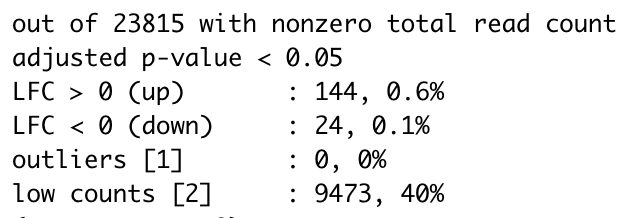 out of 23815 with nonzero total read count
adjusted p-value < 0.05
LFC > 0 (up)       : 144, 0.6%
LFC < 0 (down)     : 24, 0.1%
outliers [1]       : 0, 0%
low counts [2]     : 9473, 40%